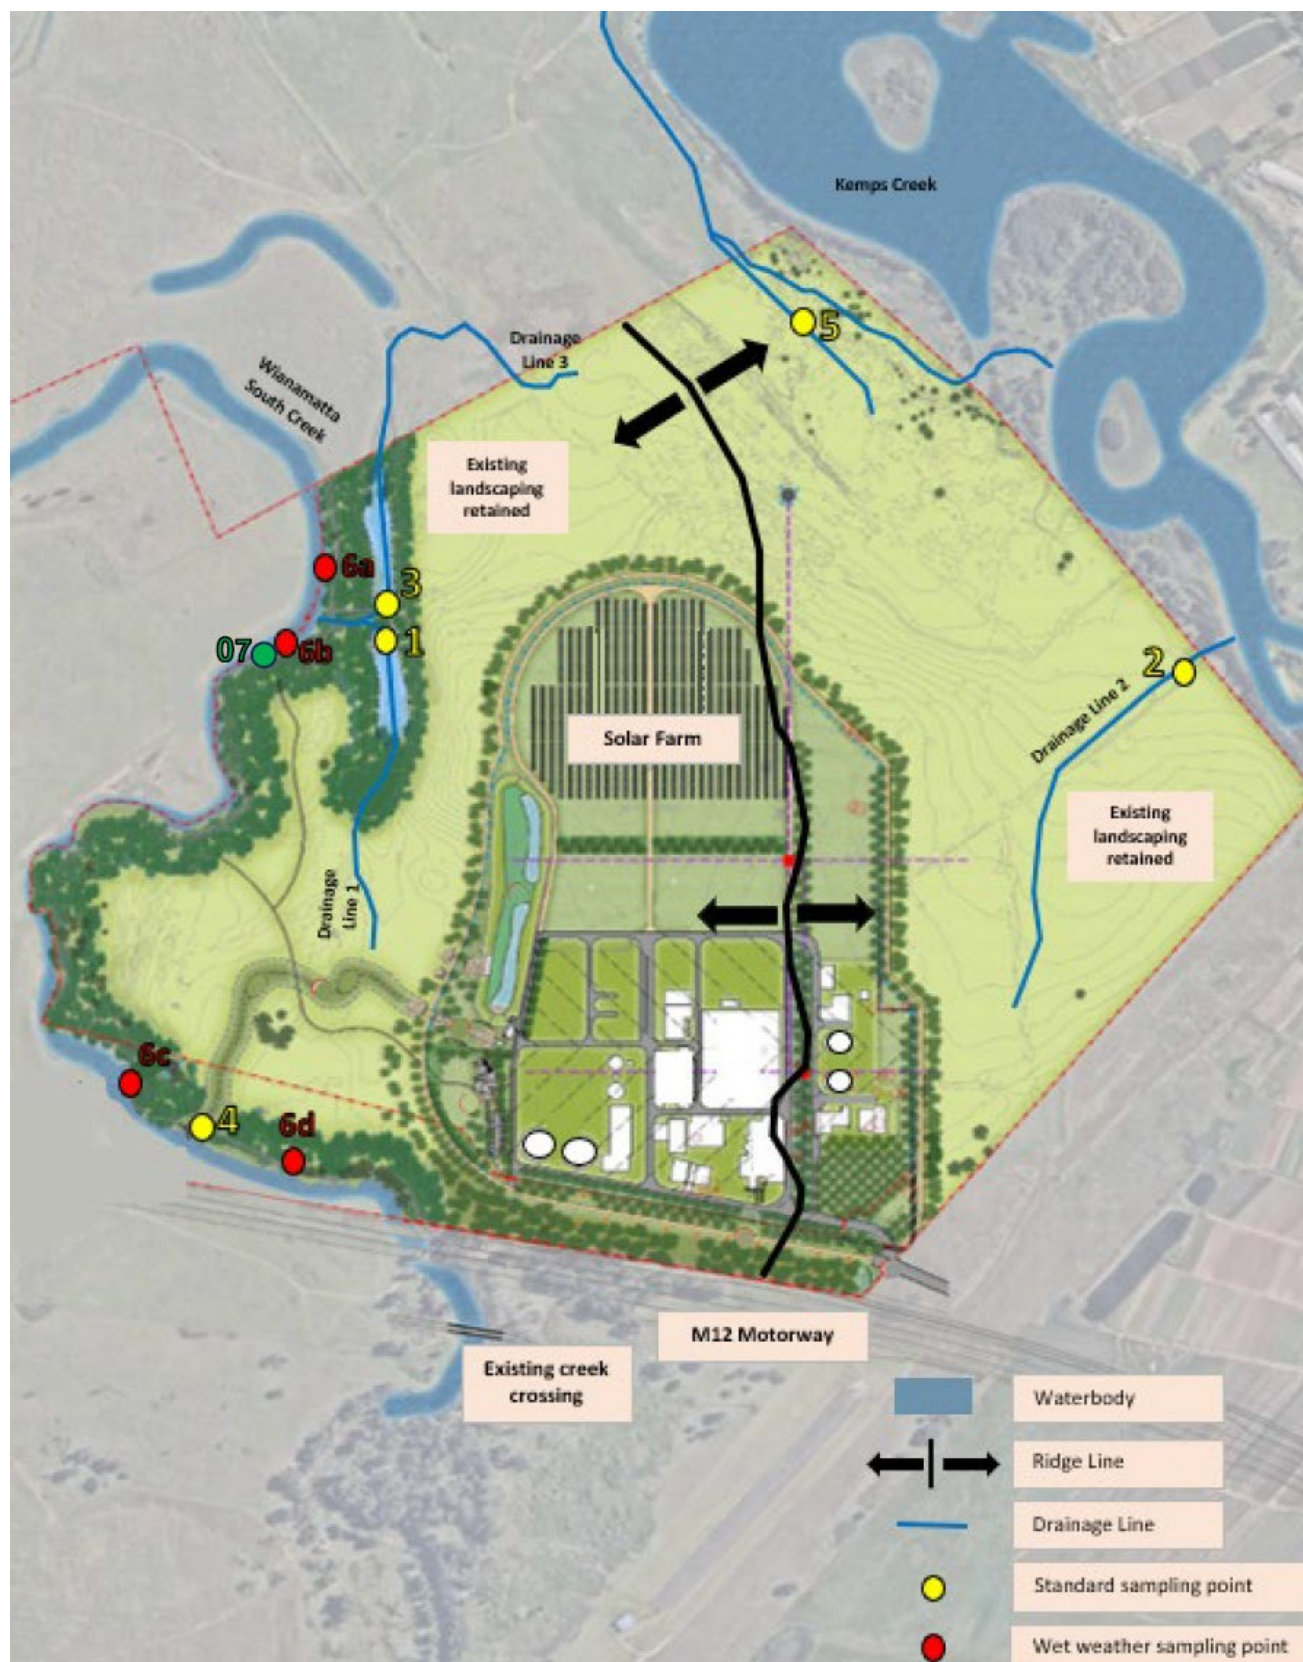 Kemps Creek
5
Drainage
Line 3
Wianamatta
South Creek
Existing
landscaping
retained
6a
3
07
6b
1
2
Drainage Line 2
Solar Farm
Existing
landscaping
retained
Drainage
Line 1
6c
4
6d
M12 Motorway
Existing creek
crossing
Waterbody
Ridge Line
Drainage Line
Standard sampling point
Wet weather sampling point